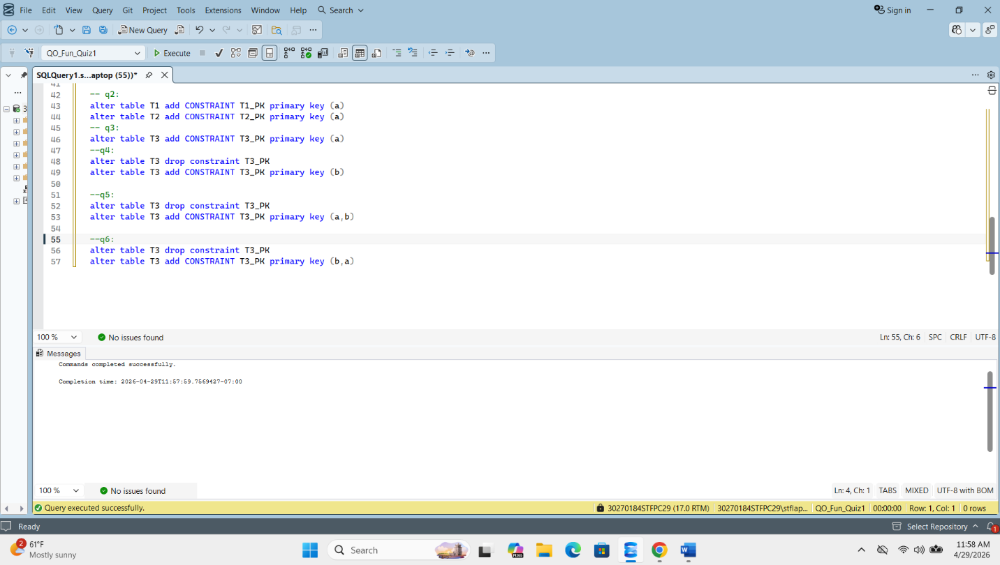 File Edit View Query Git Project Tools Extensions Window Help Search Sign in
New Query
QO_Fun_Quiz1 Execute
SQLQuery1.s...aptop (55))*
41
42 -- q2:
43 alter table T1 add CONSTRAINT T1_PK primary key (a)
44 alter table T2 add CONSTRAINT T2_PK primary key (a)
45 -- q3:
46 alter table T3 add CONSTRAINT T3_PK primary key (a)
47 --q4:
48 alter table T3 drop constraint T3_PK
49 alter table T3 add CONSTRAINT T3_PK primary key (b)
50
51 --q5:
52 alter table T3 drop constraint T3_PK
53 alter table T3 add CONSTRAINT T3_PK primary key (a,b)
54
55 --q6:
56 alter table T3 drop constraint T3_PK
57 alter table T3 add CONSTRAINT T3_PK primary key (b,a)
3
100 % No issues found Ln: 55, Ch: 6 SPC CRLF UTF-8
Messages
Commands completed successfully.
Completion time: 2026-04-29T11:57:59.7569427-07:00
100 % No issues found Ln: 4, Ch: 1 TABS MIXED UTF-8 with BOM
Query executed successfully. 30270184STFPC29 (17.0 RTM) 30270184STFPC29\stflap... QO_Fun_Quiz1 00:00:00 Row: 1, Col: 1 0 rows
Ready Select Repository 1
2 61°F
Mostly sunny
Search
M365
11:58 AM
4/29/2026